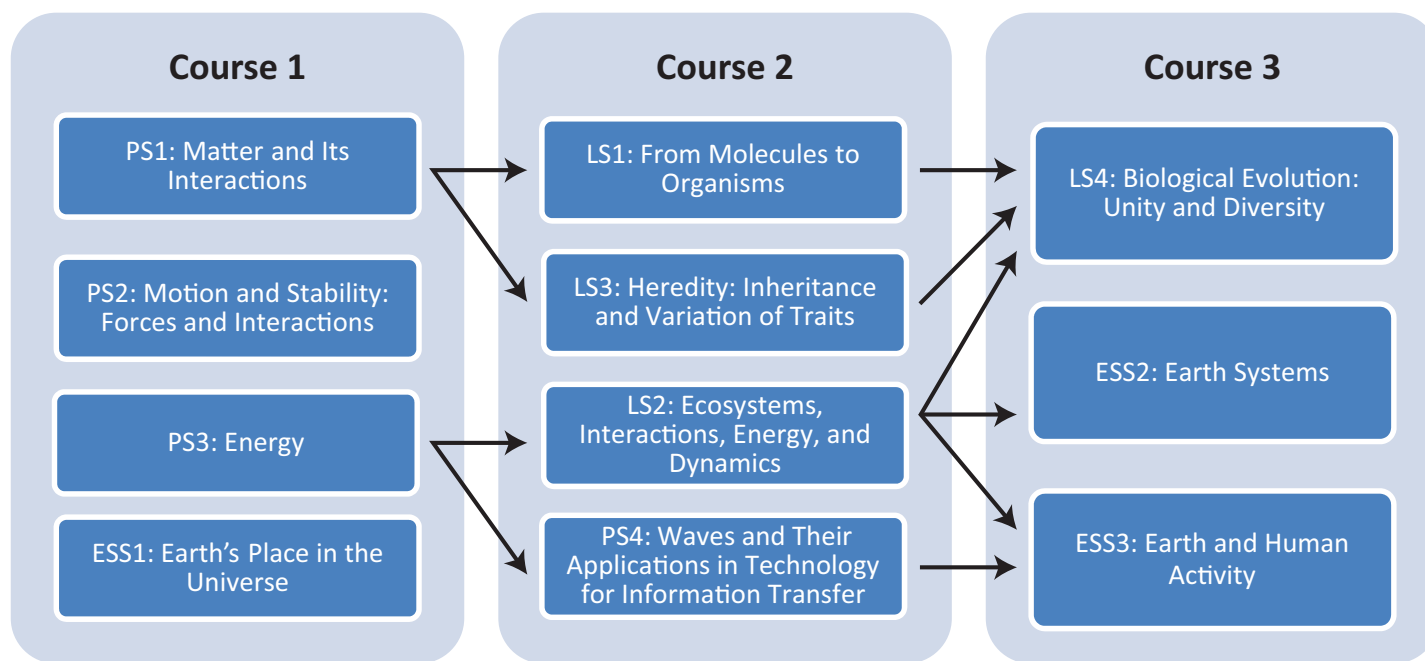 Course 1
PS1: Matter and Its
Interactions
PS2: Motion and Stability:
Forces and Interactions
PS3: Energy
ESS1: Earth’s Place in the
Universe
Course 2
LS1: From Molecules to
Organisms
LS3: Heredity: Inheritance
and Variation of Traits
LS2: Ecosystems,
Interactions, Energy, and
Dynamics
PS4: Waves and Their
Applications in Technology
for Information Transfer
Course 3
LS4: Biological Evolution:
Unity and Diversity
ESS2: Earth Systems
ESS3: Earth and Human
Activity